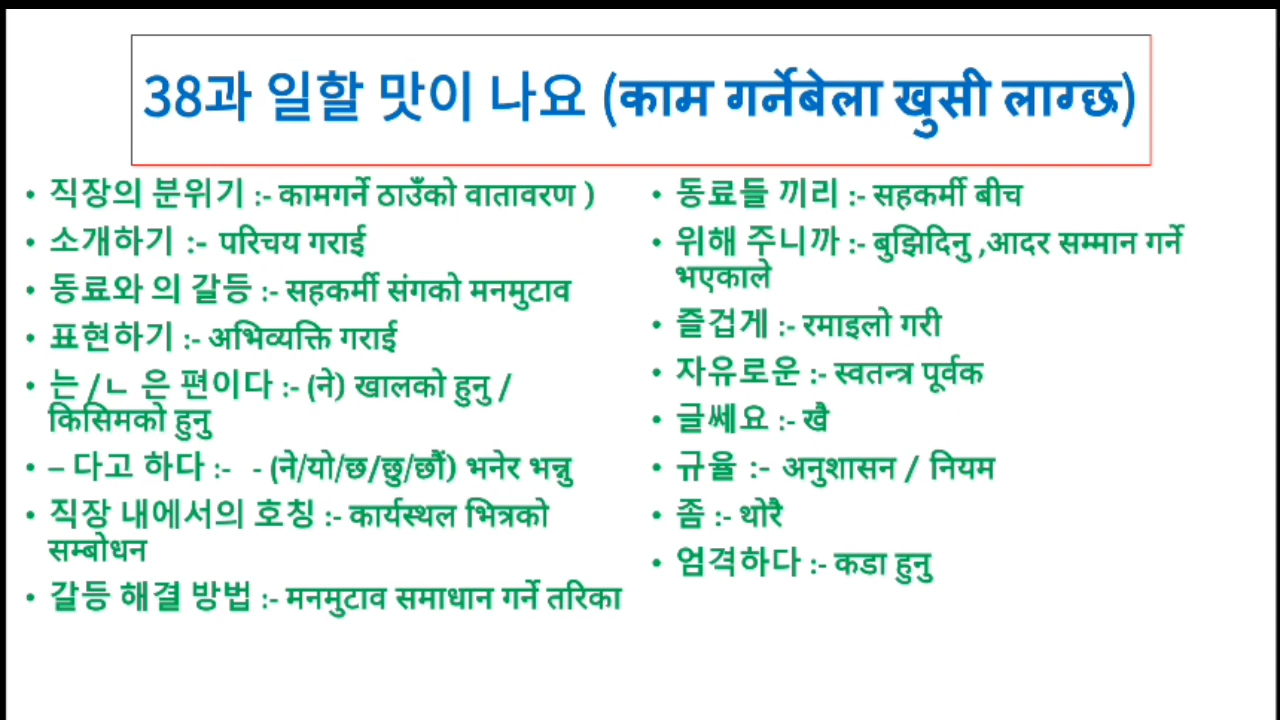 38과 일할 맛이 나요 (काम गर्नेबेला खुसी लाग्छ)
• 직장의 분위기 :- कामगर्ने ठाउँको वातावरण )
• 소개하기 :- परिचय गराई
• 동료와 의 갈등 :- सहकर्मी संगको मनमुटाव
• 표현하기 :- अभिव्यक्ति गराई
• 는 /ㄴ 은 편이다 :- (ने) खालको हुनु /
किसिमको हुनु
• – 다고 하다 :- - (ने/यो/छ/छु/छौं) भनेर भन्नु
• 직장 내에서의 호칭 :- कार्यस्थल भित्रको
सम्बोधन
• 갈등 해결 방법 :- मनमुटाव समाधान गर्ने तरिका
• 동료들 끼리 :- सहकर्मी बीच
• 위해 주니까 :- बुझिदिनु ,आदर सम्मान गर्ने
भएकाले
• 즐겁게 :- रमाइलो गरी
• 자유로운 :- स्वतन्त्र पूर्वक
• 글쎄요 :- खै
• 규율 :- अनुशासन / नियम
• 좀 :- थोरै
• 엄격하다 :- कडा हुनु